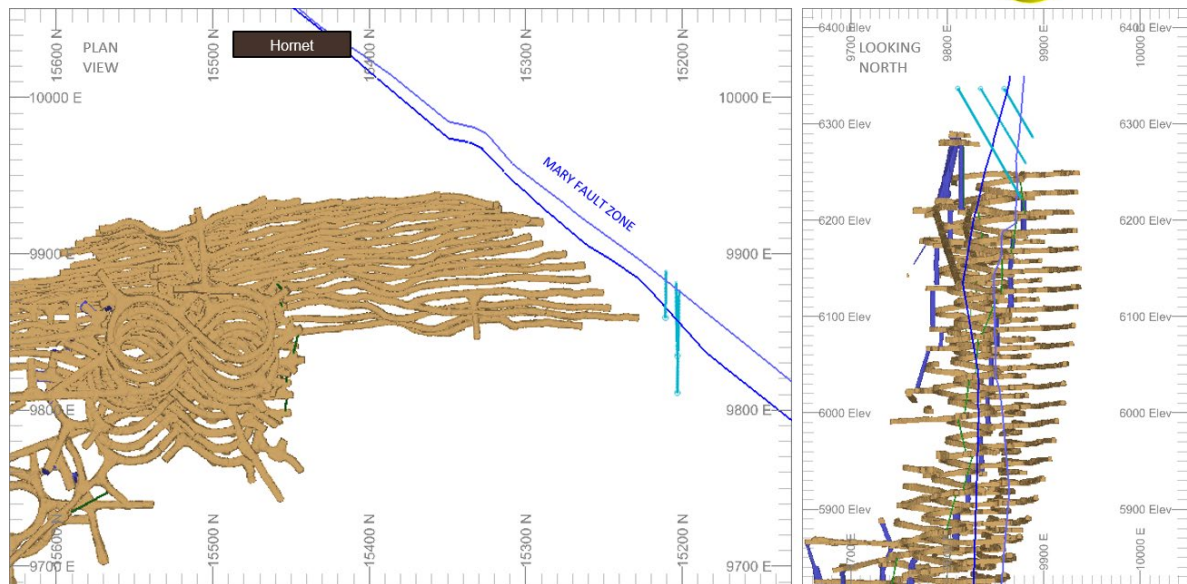 PLAN
VIEW
Hornet
15600 N
15500 N
15400 N
15300 N
15200 N
10000 E
10000 E
MARY FAULT ZONE
9900 E
9900 E
9800 E
9800 E
9700 E
9700 E
15600 N
15500 N
15400 N
15300 N
15200 N
LOOKING
NORTH
9700 E
9800 E
9900 E
10000 E
6400 Elev
6400 Elev
6300 Elev
6300 Elev
6200 Elev
6200 Elev
6100 Elev
6100 Elev
6000 Elev
6000 Elev
5900 Elev
5900 Elev
9700 E
9800 E
9900 E
10000 E